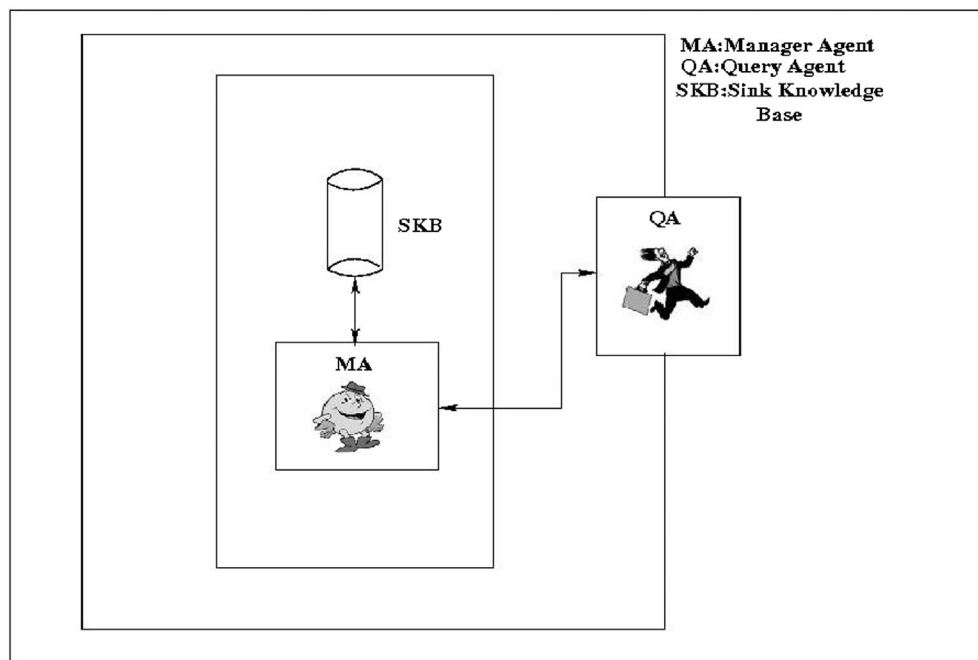 MA:Manager Agent
QA:Query Agent
SKB:Sink Knowledge
Base
QA
SKB
MA